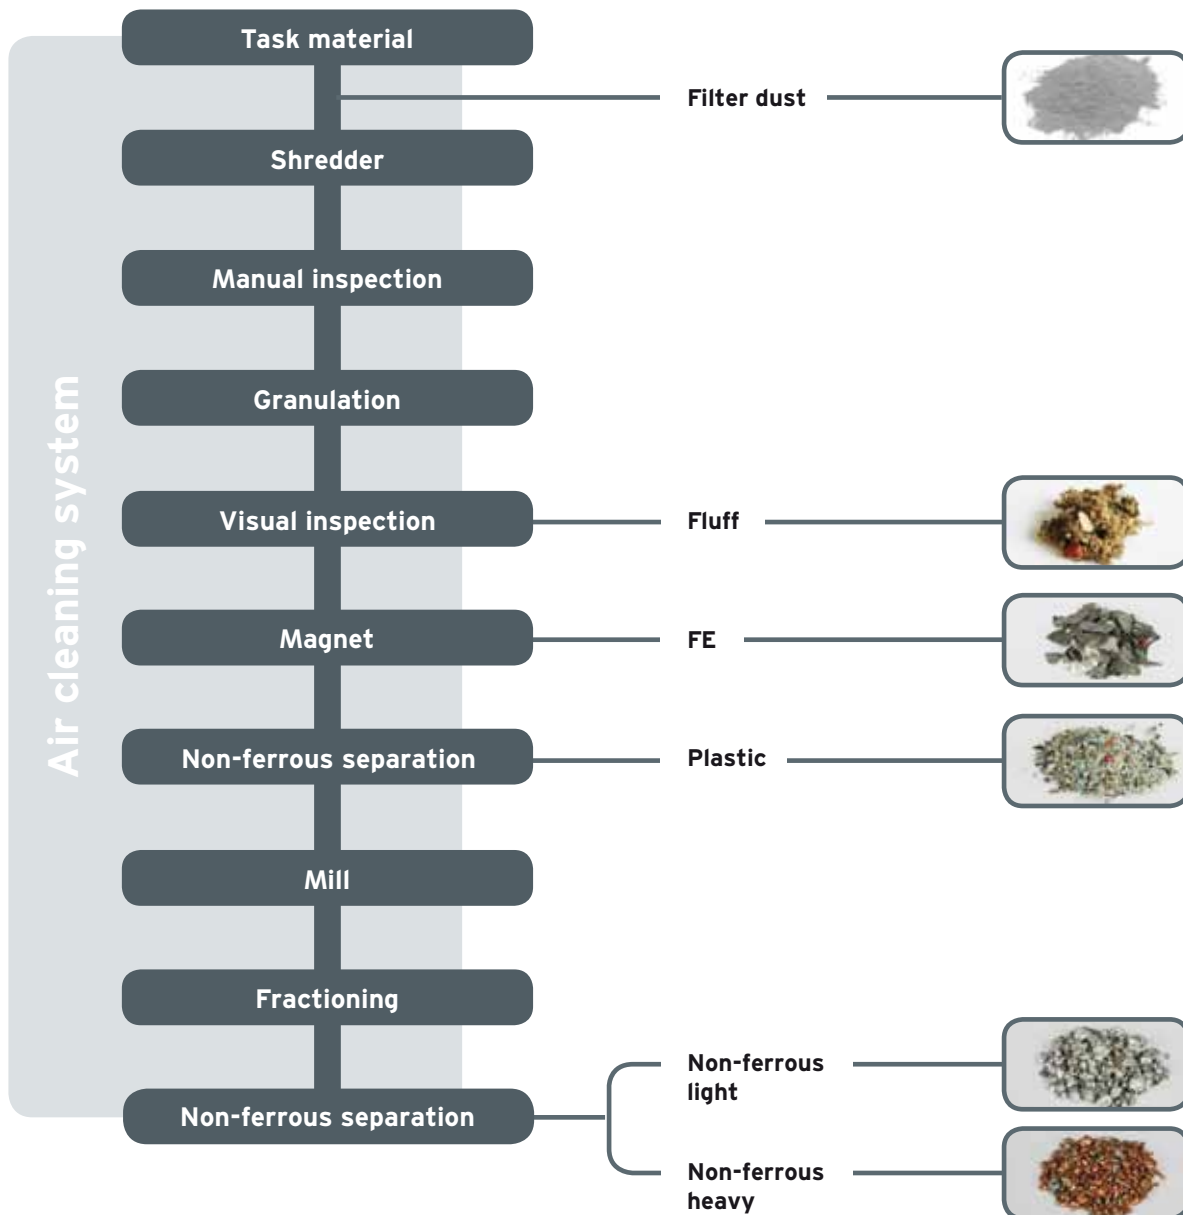 Task material
Filter dust
Shredder
Manual inspection
Granulation
Air cleaning system
Visual inspection
Fluff
Magnet
FE
Non-ferrous separation
Plastic
Mill
Fractioning
Non-ferrous separation
Non-ferrous
light
Non-ferrous
heavy